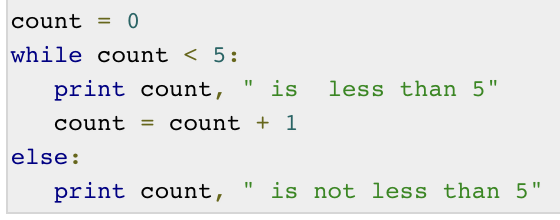 count = 0
while count < 5:
   print count, " is  less than 5"
   count = count + 1
else:
   print count, " is not less than 5"